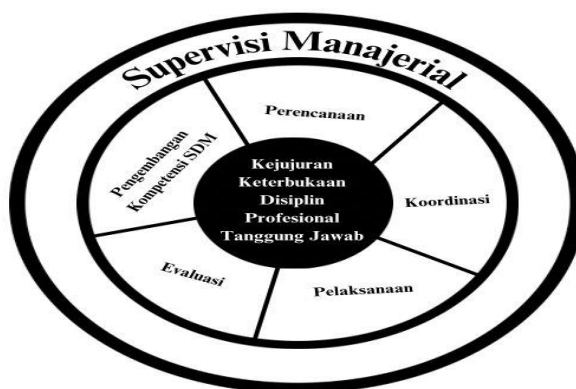 Supervisi Manajerial
Perencanaan
Pengembangan
Kompetensi SDM
Kejujuran
Keterbukaan
Disiplin
Profesional
Tanggung Jawab
Koordinasi
Evaluasi
Pelaksanaan